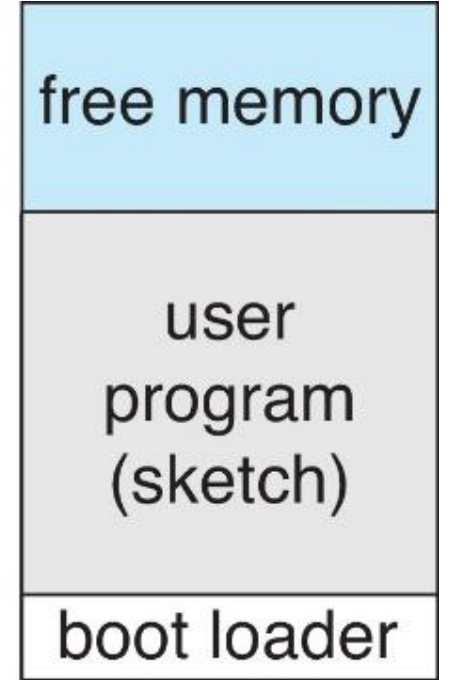 free memory
user
program
(sketch)
boot loader